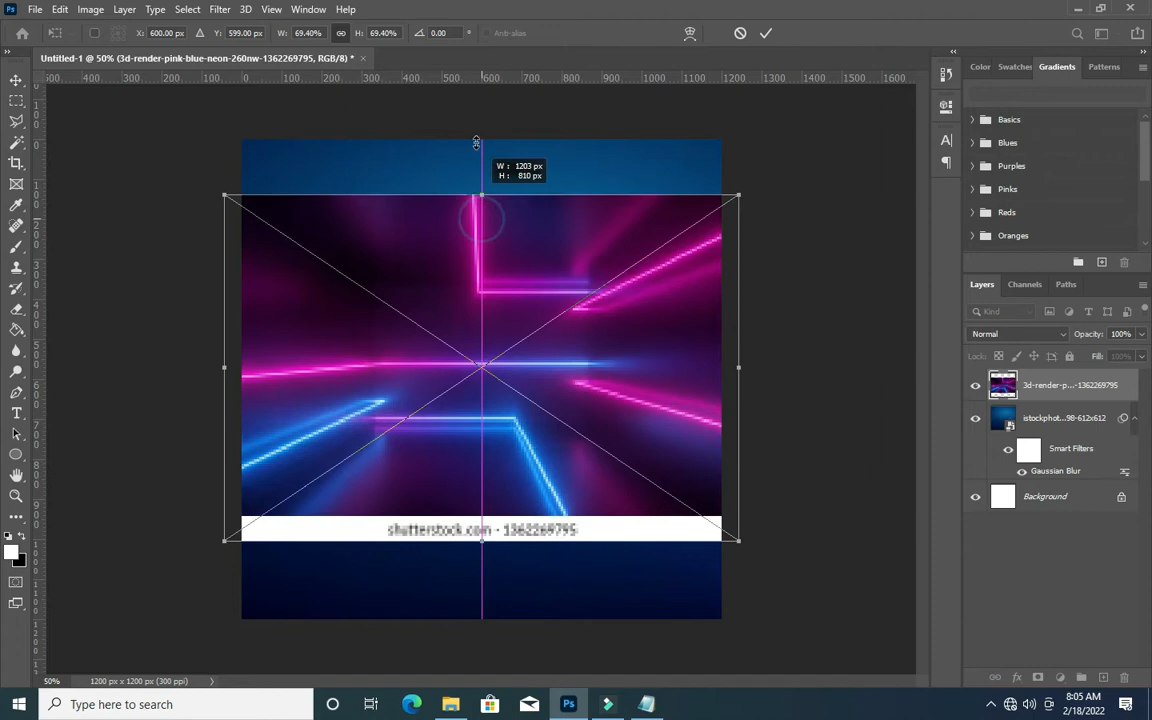 Ps File Edit Image Layer Type Select Filter 3D View Window Help
X: 600.00 px Y: 599.00 px W: 69.40% H: 69.40% 0.00 ° Anti-alias
Untitled-1 @ 50% (3d-render-pink-blue-neon-260nw-1362269795, RGB/8) * ×
Color Swatches Gradients Patterns
Basics
Blues
Purples
Pinks
Reds
Oranges
W: 1203 px
H: 810 px
Layers Channels Paths
Kind
Normal Opacity: 100%
Lock: Fill: 100%
3d-render-p...-1362269795
istockphot...98-612x612
Smart Filters
Gaussian Blur
Background
shutterstock.com · 1362269795
50% 1200 px x 1200 px (300 ppi)
Type here to search
Ps
8:05 AM
2/18/2022